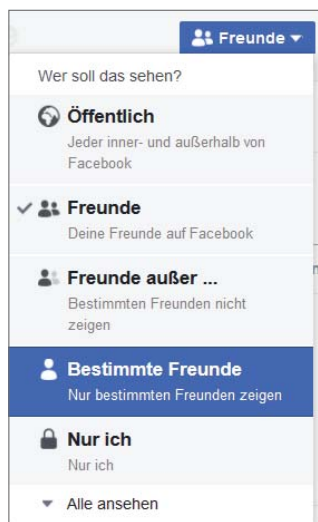 Freunde
Wer soll das sehen?
Öffentlich
Jeder inner- und außerhalb von
Facebook
Freunde
Deine Freunde auf Facebook
Freunde außer ...
Bestimmten Freunden nicht
zeigen
Bestimmte Freunde
Nur bestimmten Freunden zeigen
Nur ich
Nur ich
Alle ansehen